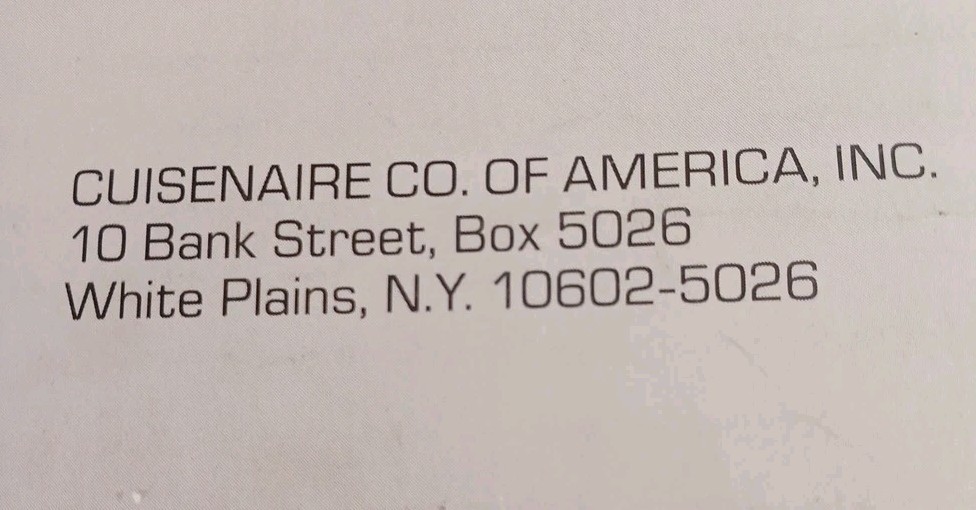 CUISENAIRE CO. OF AMERICA, INC.
10 Bank Street, Box 5026
White Plains, N.Y. 10602-5026